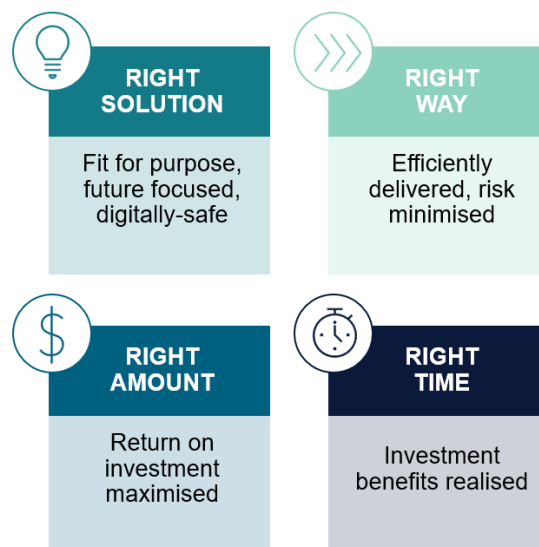 RIGHT
SOLUTION
Fit for purpose,
future focused,
digitally-safe
RIGHT
WAY
Efficiently
delivered, risk
minimised
$
RIGHT
AMOUNT
Return on
investment
maximised
RIGHT
TIME
Investment
benefits realised